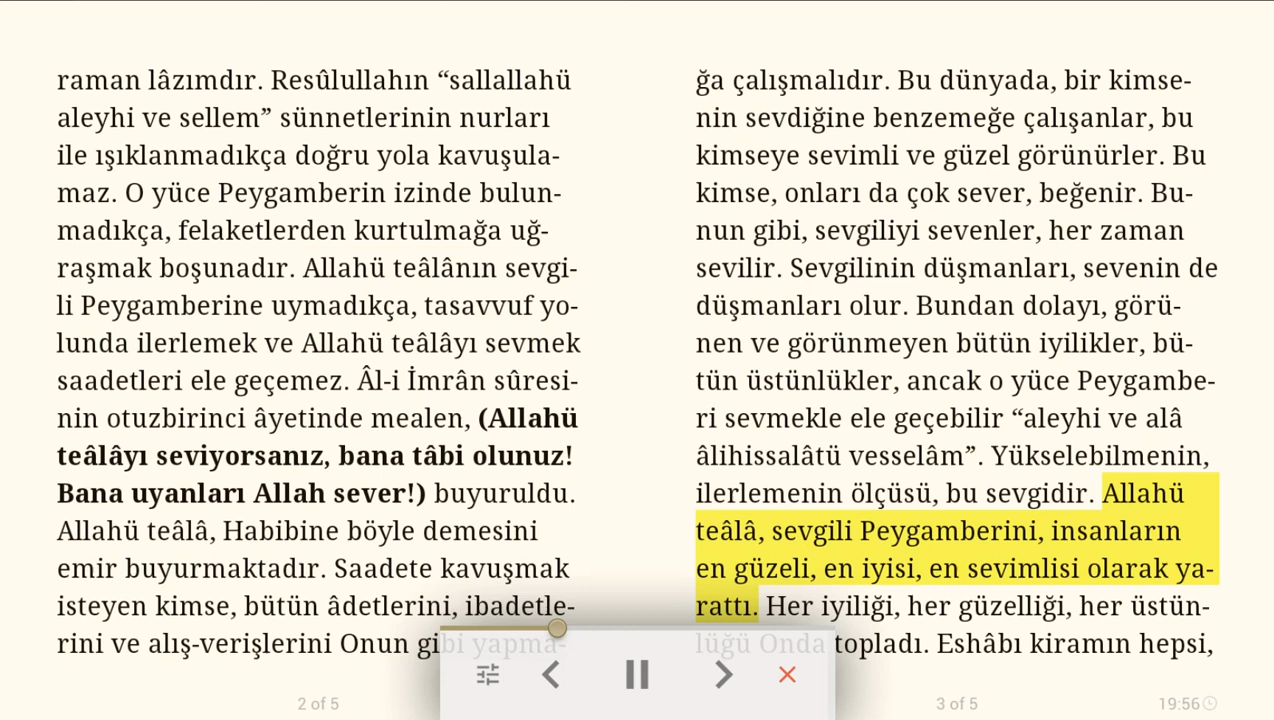 raman lâzımdır. Resûlullahın “sallallahü
aleyhi ve sellem” sünnetlerinin nurları
ile ışıklanmadıkça doğru yola kavuşula-
maz. O yüce Peygamberin izinde bulun-
madıkça, felaketlerden kurtulmağa uğ-
raşmak boşunadır. Allahü teâlânın sevgi-
li Peygamberine uymadıkça, tasavvuf yo-
lunda ilerlemek ve Allahü teâlâyı sevmek
saadetleri ele geçemez. Âl-i İmrân sûresi-
nin otuzbirinci âyetinde mealen, (Allahü
teâlâyı seviyorsanız, bana tâbi olunuz!
Bana uyanları Allah sever!) buyuruldu.
Allahü teâlâ, Habibine böyle demesini
emir buyurmaktadır. Saadete kavuşmak
isteyen kimse, bütün âdetlerini, ibadetle-
rini ve alış-verişlerini Onun gibi yapma-
2 of 5
ğa çalışmalıdır. Bu dünyada, bir kimse-
nin sevdiğine benzemeğe çalışanlar, bu
kimseye sevimli ve güzel görünürler. Bu
kimse, onları da çok sever, beğenir. Bu-
nun gibi, sevgiliyi sevenler, her zaman
sevilir. Sevgilinin düşmanları, sevenin de
düşmanları olur. Bundan dolayı, görü-
nen ve görünmeyen bütün iyilikler, bü-
tün üstünlükler, ancak o yüce Peygambe-
ri sevmekle ele geçebilir “aleyhi ve alâ
âlihissalâtü vesselâm”. Yükselebilmenin,
ilerlemenin ölçüsü, bu sevgidir. Allahü
teâlâ, sevgili Peygamberini, insanların
en güzeli, en iyisi, en sevimlisi olarak ya-
rattı. Her iyiliği, her güzelliği, her üstün-
lüğü Onda topladı. Eshâbı kiramın hepsi,
3 of 5
19:56